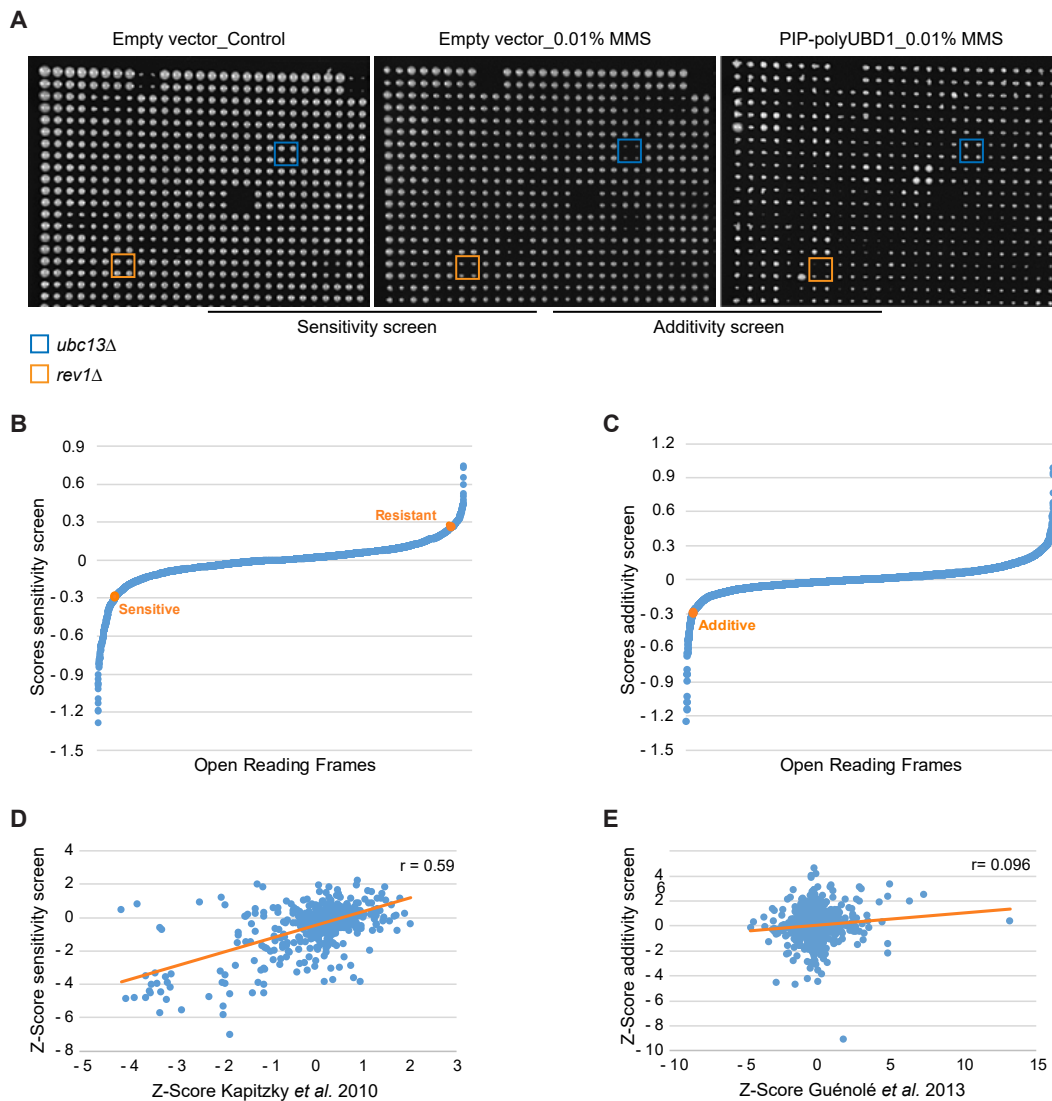 A
Empty vector_Control
Empty vector_0.01% MMS
PIP-polyUBD1_0.01% MMS
Sensitivity screen
Additivity screen
ubc13Δ
rev1Δ
B
0.9
0.6
0.3
0
- 0.3
- 0.6
- 0.9
- 1.2
- 1.5
Scores sensitivity screen
Resistant
Sensitive
Open Reading Frames
C
1.2
0.9
0.6
0.3
0
- 0.3
- 0.6
- 0.9
- 1.2
- 1.5
Scores additivity screen
Additive
Open Reading Frames
D
4
2
0
- 2
- 4
- 6
- 8
Z-Score sensitivity screen
r = 0.59
- 5 - 4 - 3 - 2 - 1 0 1 2 3
Z-Score Kapitzky et al. 2010
E
4
6
2
0
- 2
- 4
- 6
- 8
- 10
Z-Score additivity screen
r= 0.096
- 10 - 5 0 5 10 15
Z-Score Guénolé et al. 2013